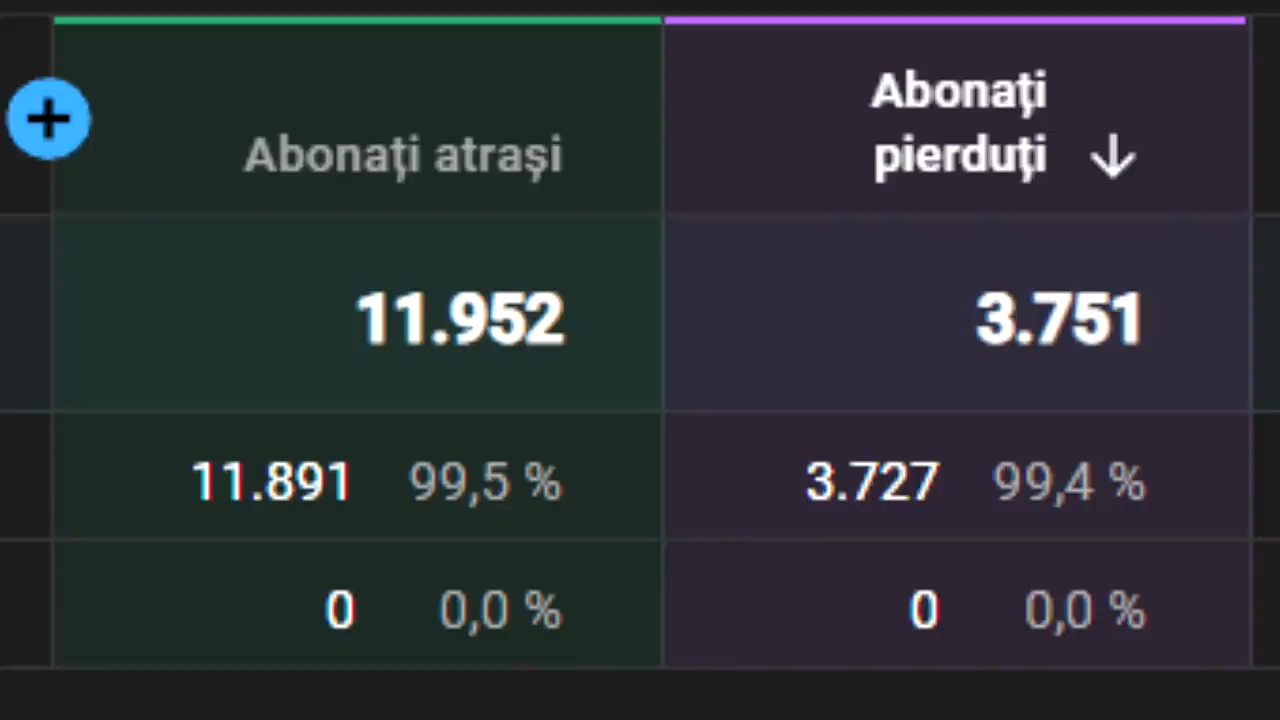 Abonați atrași
Abonați
pierduți
11.952 3.751
11.891 99,5 % 3.727 99,4 %
0 0,0 % 0 0,0 %